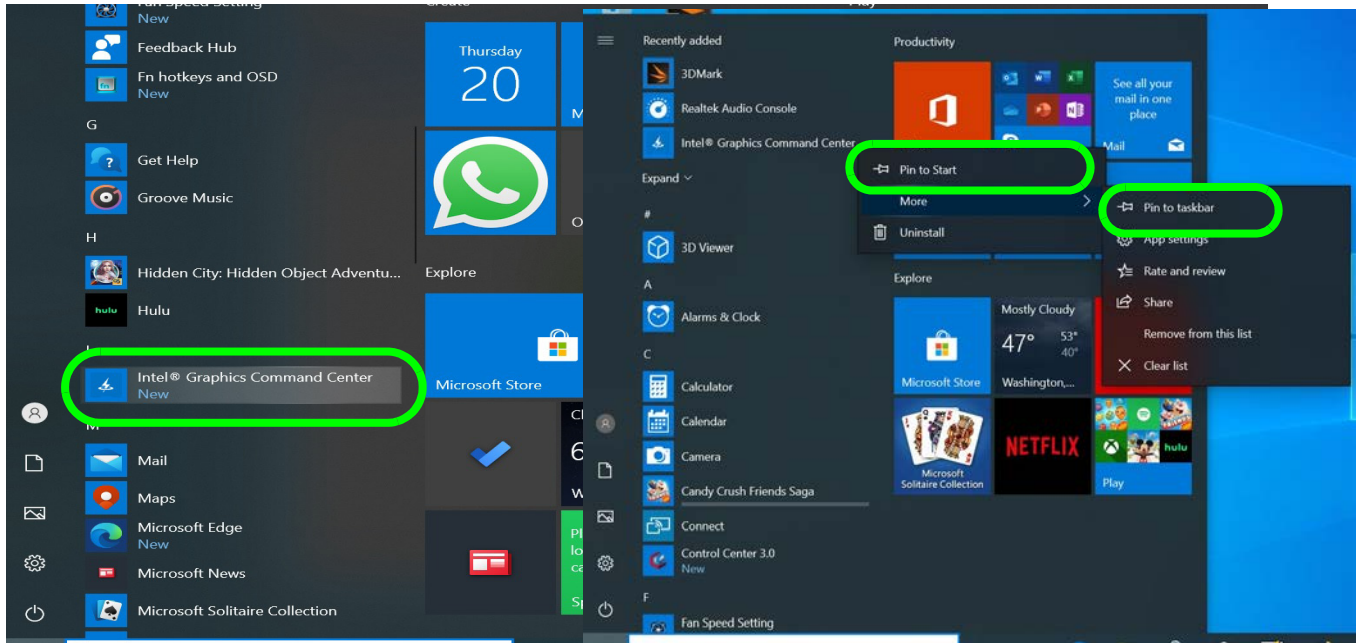 Fan Speed Setting
New
Feedback Hub
Fn hotkeys and OSD
New
G
Get Help
Groove Music
H
Hidden City: Hidden Object Adventu...
hulu
Hulu
Intel® Graphics Command Center
New
M
Mail
Maps
Microsoft Edge
New
Microsoft News
Microsoft Solitaire Collection
Create
Thursday
20
Explore
Microsoft Store
Recently added
3DMark
Realtek Audio Console
Intel® Graphics Command Center
Expand
#
3D Viewer
A
Alarms & Clock
C
Calculator
Calendar
Camera
Candy Crush Friends Saga
Connect
Control Center 3.0
New
F
Fan Speed Setting
Productivity
See all your
mail in one
place
Mail
Pin to Start
More
Uninstall
Pin to taskbar
App settings
Rate and review
Share
Remove from this list
Clear list
Explore
Microsoft Store
Mostly Cloudy
47° 53°
40°
Washington,...
Microsoft
Solitaire Collection
NETFLIX
hulu
Play